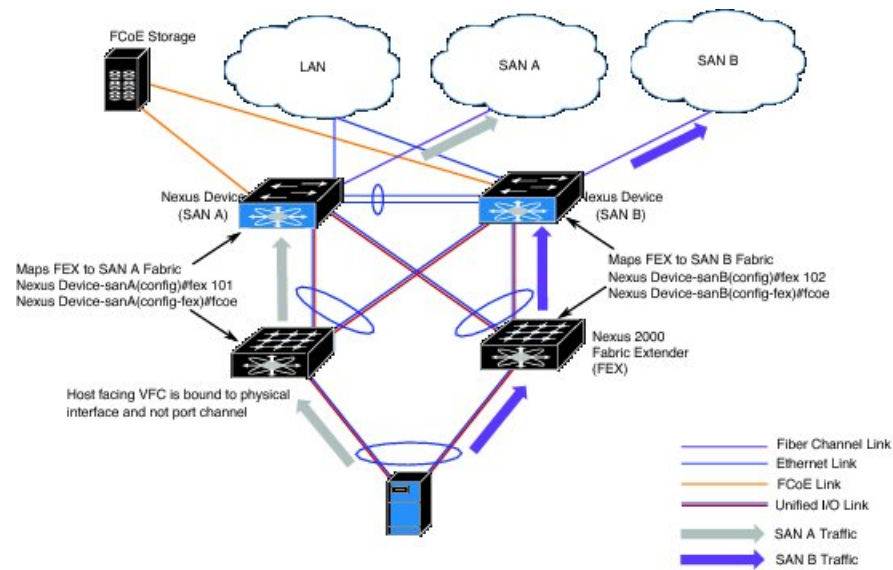 FCoE Storage
LAN
SAN A
SAN B
Nexus Device
(SAN A)
Nexus Device
(SAN B)
Maps FEX to SAN A Fabric
Nexus Device-sanA(config)#fex 101
Nexus Device-sanA(config-fex)#fcoe
Maps FEX to SAN B Fabric
Nexus Device-sanB(config)#fex 102
Nexus Device-sanB(config-fex)#fcoe
Nexus 2000
Fabric Extender
(FEX)
Host facing VFC is bound to physical
interface and not port channel
Fiber Channel Link
Ethernet Link
FCoE Link
Unified I/O Link
SAN A Traffic
SAN B Traffic